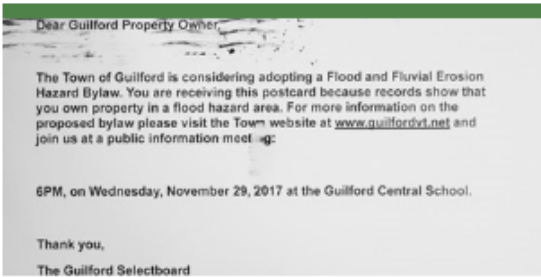 Dear Guilford Property Owner,
The Town of Guilford is considering adopting a Flood and Fluvial Erosion
Hazard Bylaw. You are receiving this postcard because records show that
you own property in a flood hazard area. For more information on the
proposed bylaw please visit the Town website at www.guilfordvt.net and
join us at a public information meeting:
6PM, on Wednesday, November 29, 2017 at the Guilford Central School.
Thank you,
The Guilford Selectboard